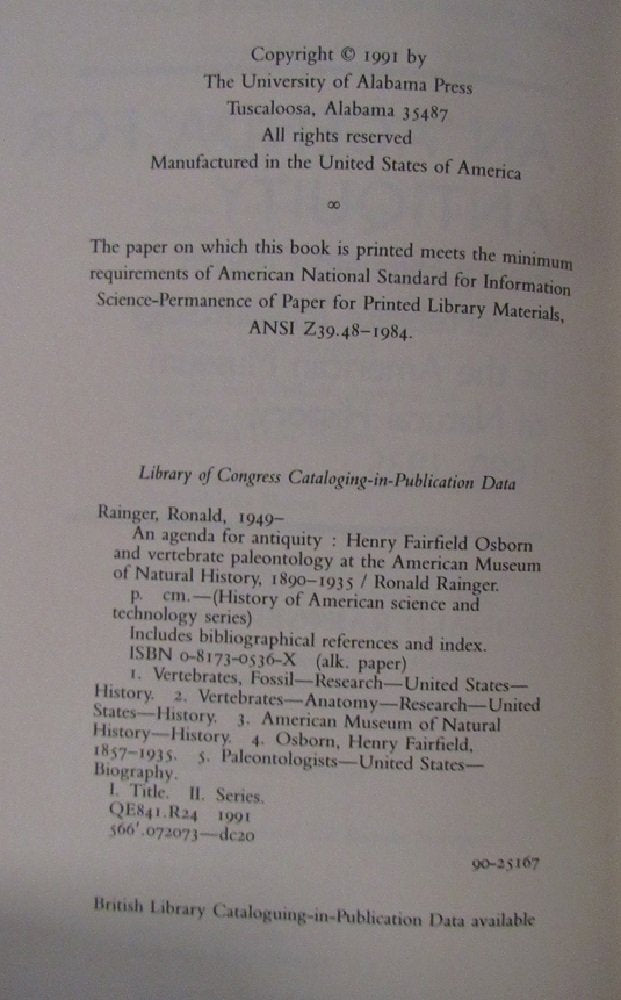 Copyright © 1991 by
The University of Alabama Press
Tuscaloosa, Alabama 35487
All rights reserved
Manufactured in the United States of America
∞
The paper on which this book is printed meets the minimum
requirements of American National Standard for Information
Science-Permanence of Paper for Printed Library Materials,
ANSI Z39.48–1984.
Library of Congress Cataloging-in-Publication Data
Rainger, Ronald, 1949–
An agenda for antiquity : Henry Fairfield Osborn
and vertebrate paleontology at the American Museum
of Natural History, 1890–1935 / Ronald Rainger.
p. cm.—(History of American science and
technology series)
Includes bibliographical references and index.
ISBN 0-8173-0536-X (alk. paper)
1. Vertebrates, Fossil—Research—United States—
History. 2. Vertebrates—Anatomy—Research—United
States—History. 3. American Museum of Natural
History—History. 4. Osborn, Henry Fairfield,
1857–1935. 5. Paleontologists—United States—
Biography.
I. Title. II. Series.
QE841.R24 1991
566'.072073—dc20
90-25167
British Library Cataloguing-in-Publication Data available